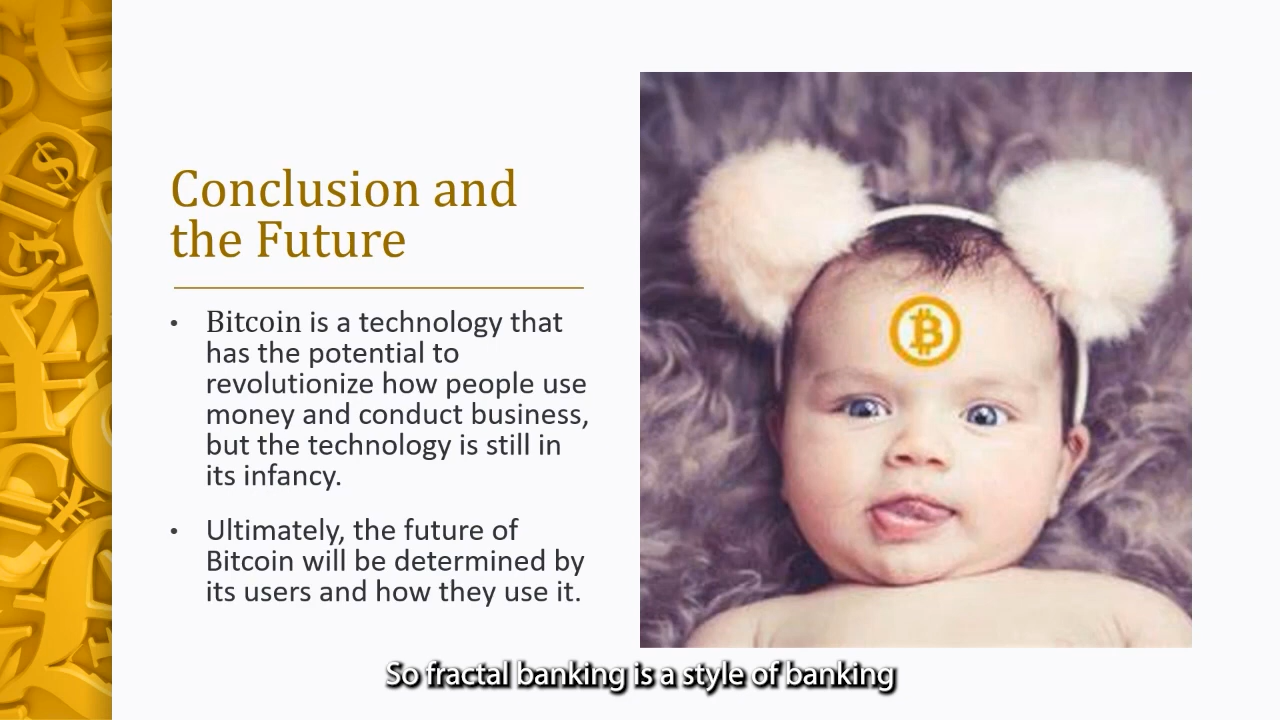 Conclusion and
the Future
• Bitcoin is a technology that
has the potential to
revolutionize how people use
money and conduct business,
but the technology is still in
its infancy.
• Ultimately, the future of
Bitcoin will be determined by
its users and how they use it.
So fractal banking is a style of banking